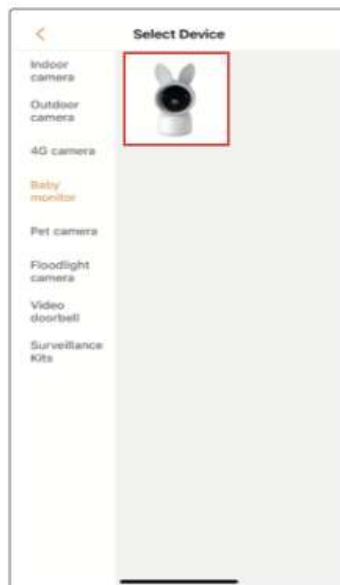 Select Device
Indoor
camera
Outdoor
camera
4G camera
Baby
monitor
Pet camera
Floodlight
camera
Video
doorbell
Surveillance
Kits